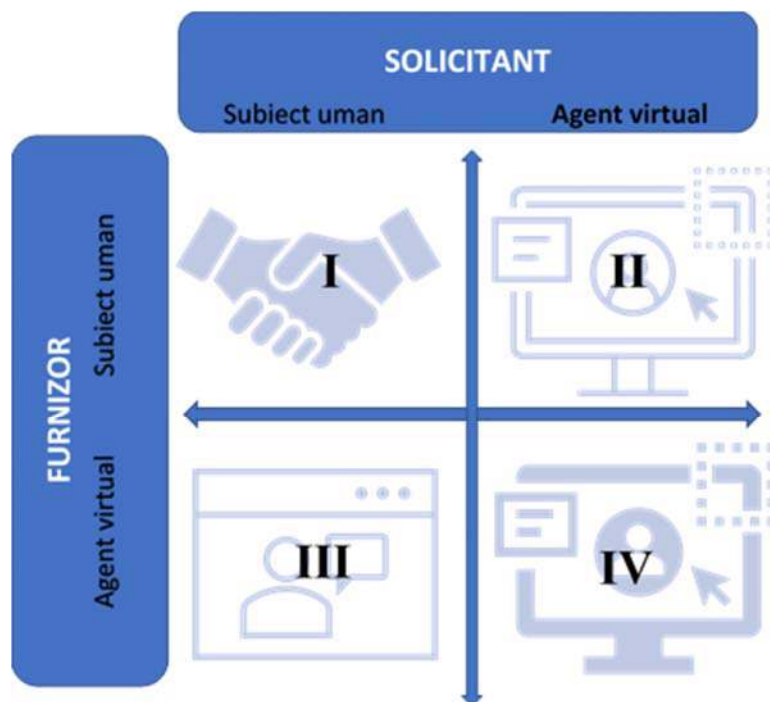 SOLICITANT
Subiect uman Agent virtual
FURNIZOR
Subiect uman
Agent virtual
I
II
III
IV